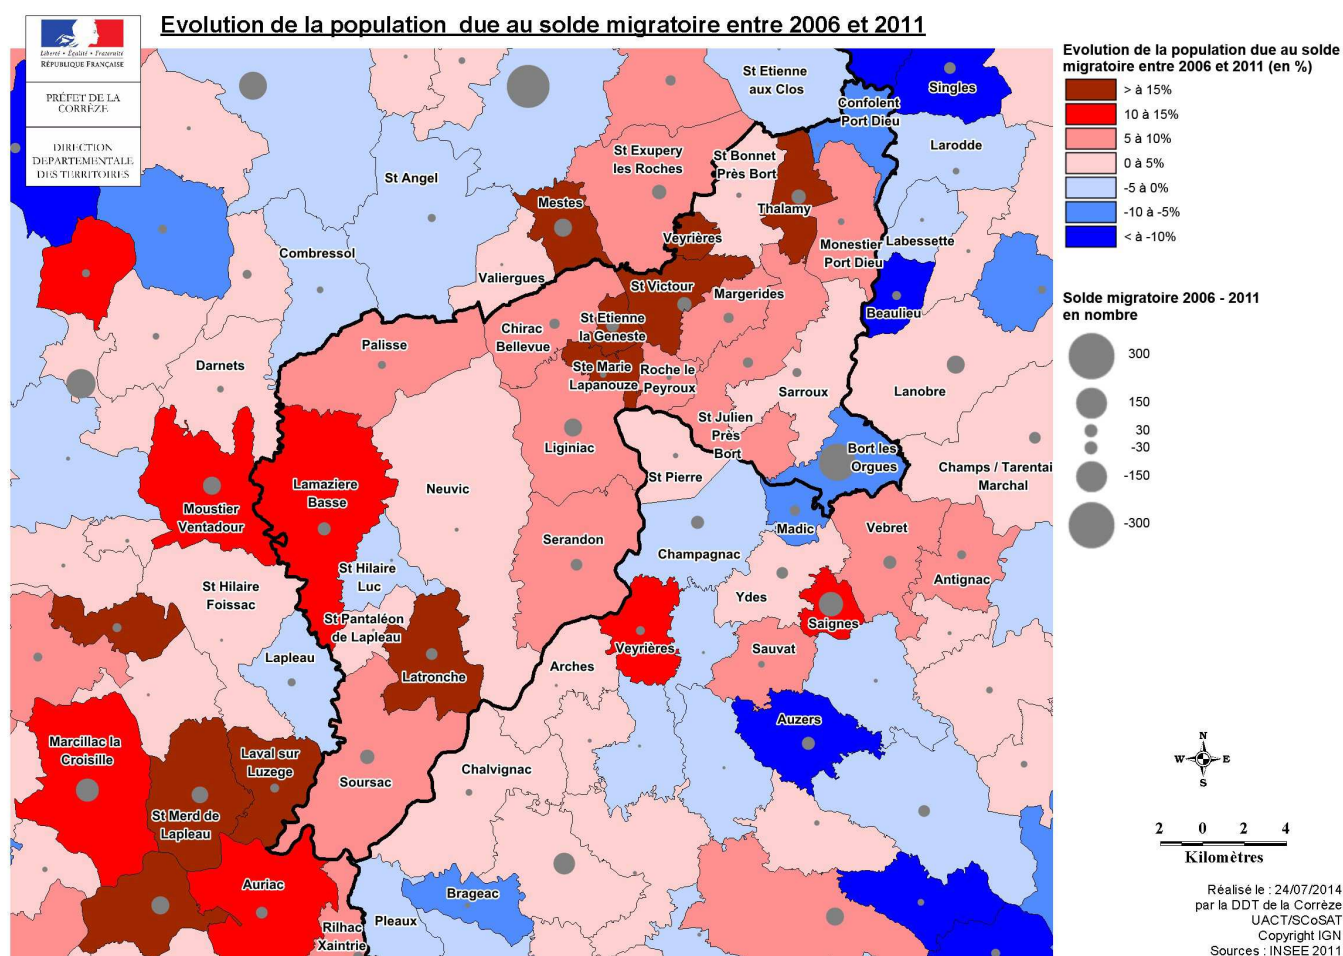 Evolution de la population due au solde migratoire entre 2006 et 2011
Liberté • Égalité • Fraternité
RÉPUBLIQUE FRANÇAISE
PRÉFET DE LA
CORRÈZE
DIRECTION
DEPARTEMENTALE
DES TERRITOIRES
Evolution de la population due au solde
migratoire entre 2006 et 2011 (en %)
> à 15%
10 à 15%
5 à 10%
0 à 5%
-5 à 0%
-10 à -5%
< à -10%
Solde migratoire 2006 - 2011
en nombre
300
150
30
-30
-150
-300
St Etienne
aux Clos
Singles
Confolent
Port Dieu
Larodde
St Exupery
les Roches
St Bonnet
Près Bort
St Angel
Mestes
Thalamy
Veyrières
Monestier
Port Dieu
Labessette
Combressol
Valiergues
St Victour
Margerides
Beaulieu
Chirac
Bellevue
St Etienne
la Geneste
Palisse
Darnets
Ste Marie
Lapanouze
Roche le
Peyroux
Sarroux
Lanobre
St Julien
Près
Bort
Liginiac
Bort les
Orgues
Champs / Tarentai
Marchal
St Pierre
Neuvic
Lamaziere
Basse
Moustier
Ventadour
Madic
Vebret
Serandon
Champagnac
St Hilaire
Luc
St Hilaire
Foissac
Antignac
Ydes
St Pantaléon
de Lapleau
Saignes
Veyrières
Sauvat
Lapleau
Arches
Latronche
Auzers
Marcillac la
Croisille
Laval sur
Luzege
Soursac
Chalvignac
St Merd de
Lapleau
Auriac
Brageac
Pleaux
Rilhac
Xaintrie
N
W
E
S
2 0 2 4
Kilomètres
Réalisé le : 24/07/2014
par la DDT de la Corrèze
UACT/SCoSAT
Copyright IGN
Sources : INSEE 2011